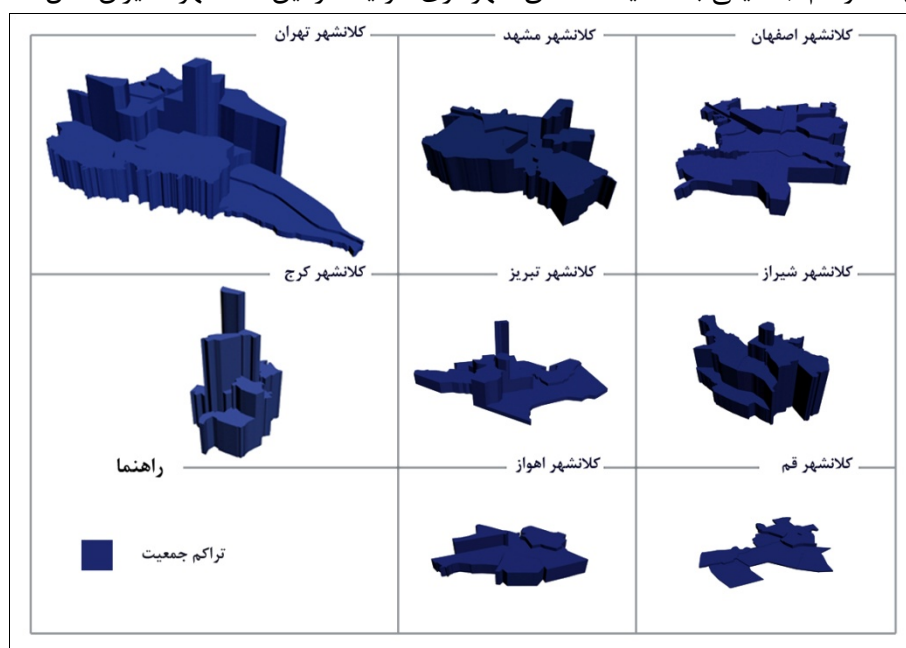 کلانشهر اصفهان
کلانشهر مشهد
کلانشهر تهران
کلانشهر شیراز
کلانشهر تبریز
کلانشهر کرج
کلانشهر قم
کلانشهر اهواز
راهنما
تراکم جمعیت